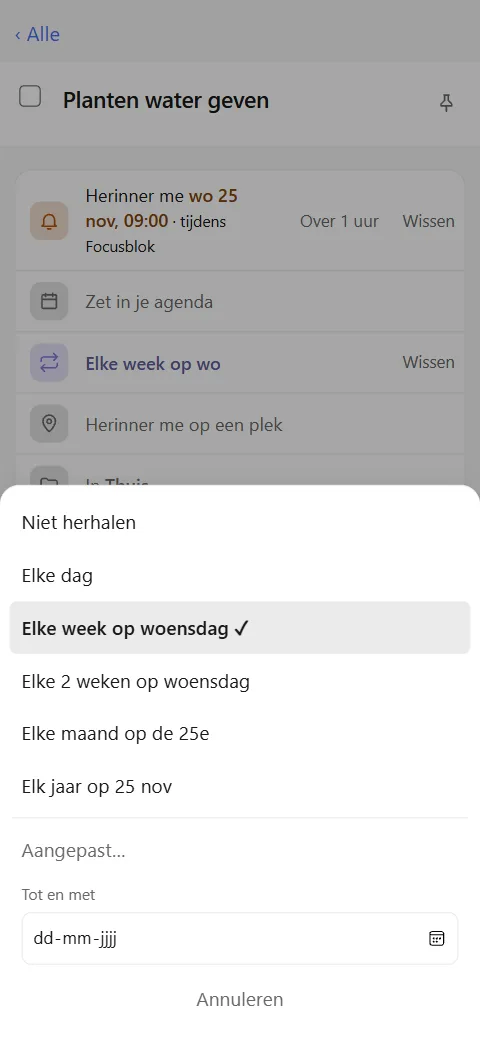 ‹ Alle
Planten water geven
Herinner me wo 25
nov, 09:00 · tijdens
Focusblok
Over 1 uur
Wissen
Zet in je agenda
Elke week op wo
Wissen
Herinner me op een plek
In Thuis
Niet herhalen
Elke dag
Elke week op woensdag ✓
Elke 2 weken op woensdag
Elke maand op de 25e
Elk jaar op 25 nov
Aangepast...
Tot en met
dd-mm-jjjj
Annuleren